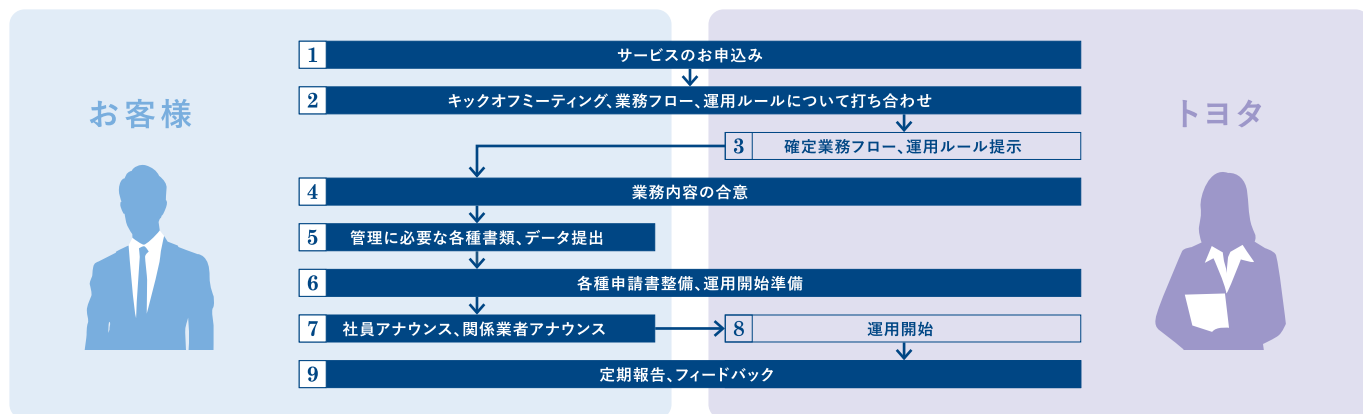 お客様
トヨタ
1 サービスのお申込み
2 キックオフミーティング、業務フロー、運用ルールについて打ち合わせ
3 確定業務フロー、運用ルール提示
4 業務内容の合意
5 管理に必要な各種書類、データ提出
6 各種申請書整備、運用開始準備
7 社員アナウンス、関係業者アナウンス
8 運用開始
9 定期報告、フィードバック